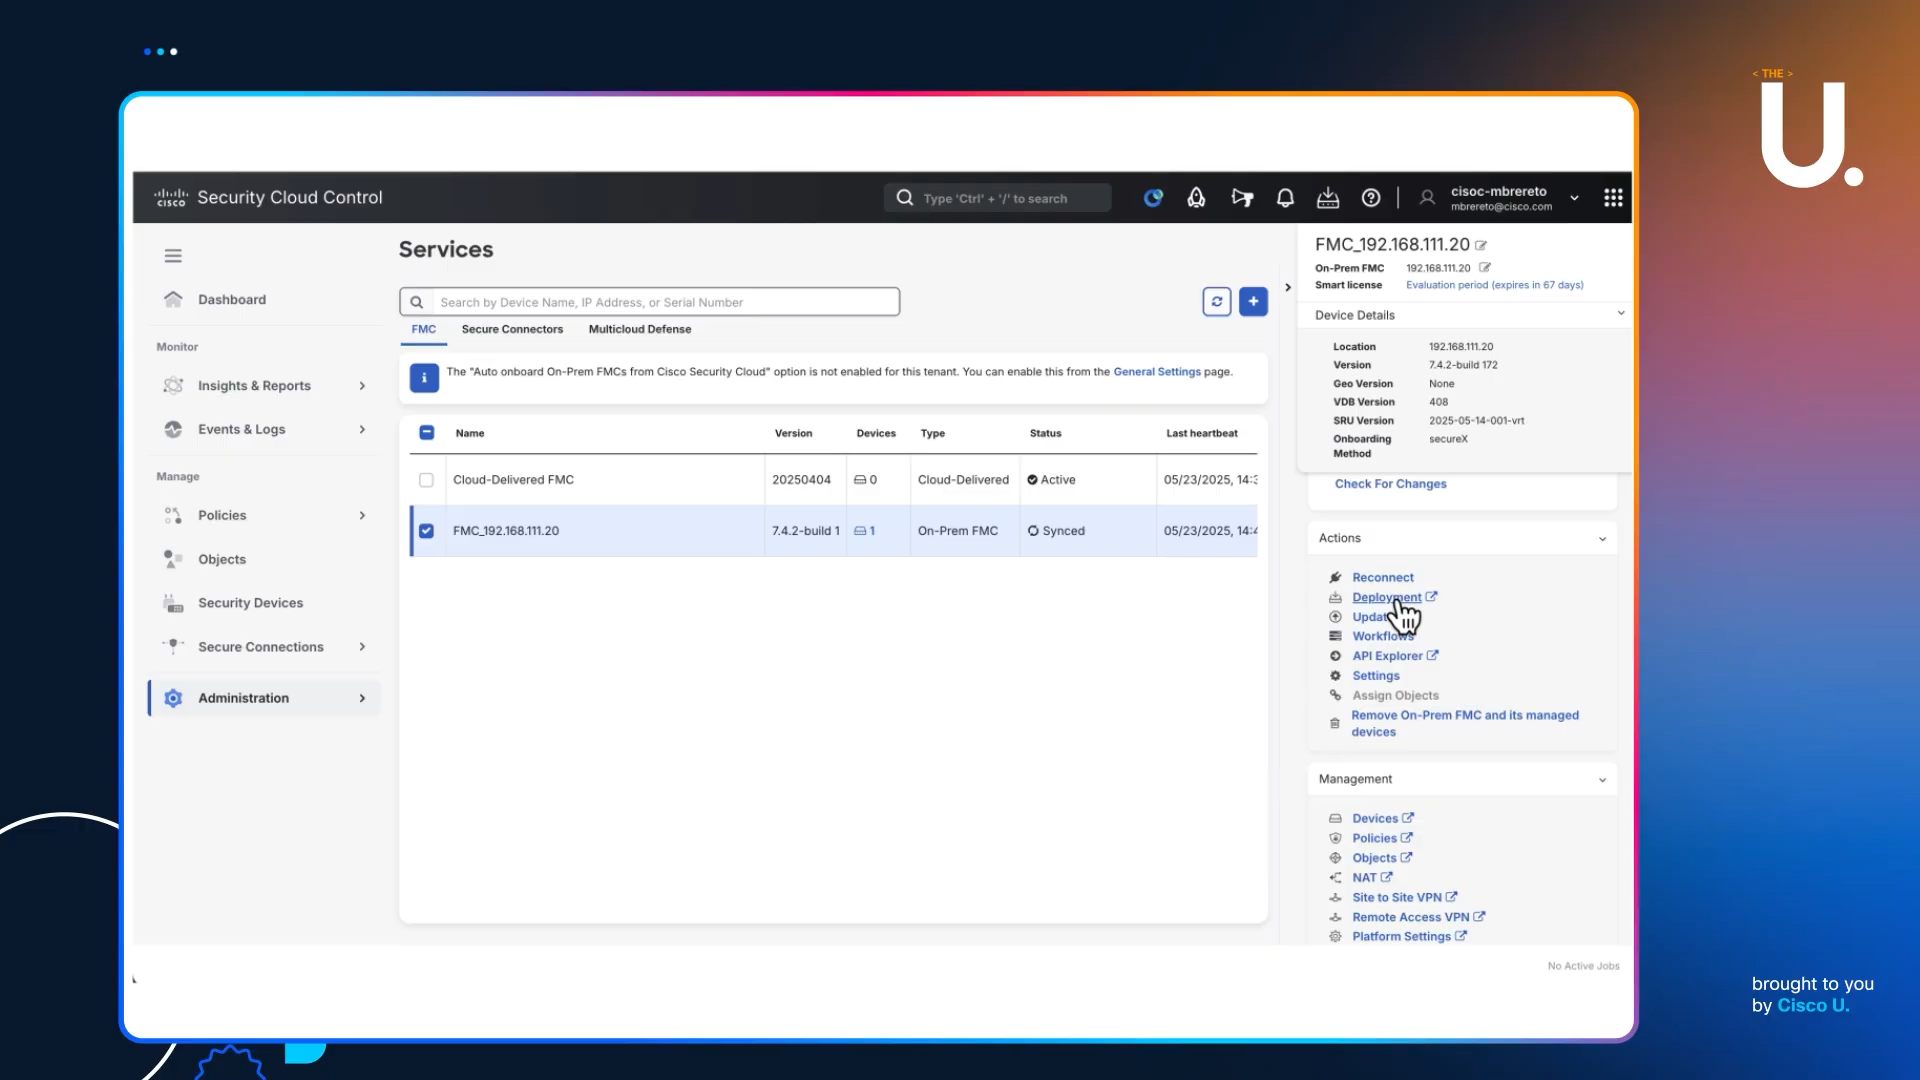 < THE >
U.
CISCO
Security Cloud Control
Type 'Ctrl' + '/' to search
cisoc-mbrereto
mbrereto@cisco.com
Dashboard
Monitor
Insights & Reports
Events & Logs
Manage
Policies
Objects
Security Devices
Secure Connections
Administration
Services
Search by Device Name, IP Address, or Serial Number
FMC Secure Connectors Multicloud Defense
The "Auto onboard On-Prem FMCs from Cisco Security Cloud" option is not enabled for this tenant. You can enable this from the General Settings page.
Name Version Devices Type Status Last heartbeat
Cloud-Delivered FMC 20250404 0 Cloud-Delivered Active 05/23/2025, 14:3
FMC_192.168.111.20 7.4.2-build 1 1 On-Prem FMC Synced 05/23/2025, 14:4
FMC_192.168.111.20
On-Prem FMC 192.168.111.20
Smart license Evaluation period (expires in 67 days)
Device Details
Location 192.168.111.20
Version 7.4.2-build 172
Geo Version None
VDB Version 408
SRU Version 2025-05-14-001-vrt
Onboarding Method secureX
Check For Changes
Actions
Reconnect
Deployment
Workflows
API Explorer
Settings
Assign Objects
Remove On-Prem FMC and its managed
devices
Management
Devices
Policies
Objects
NAT
Site to Site VPN
Remote Access VPN
Platform Settings
No Active Jobs
brought to you
by Cisco U.